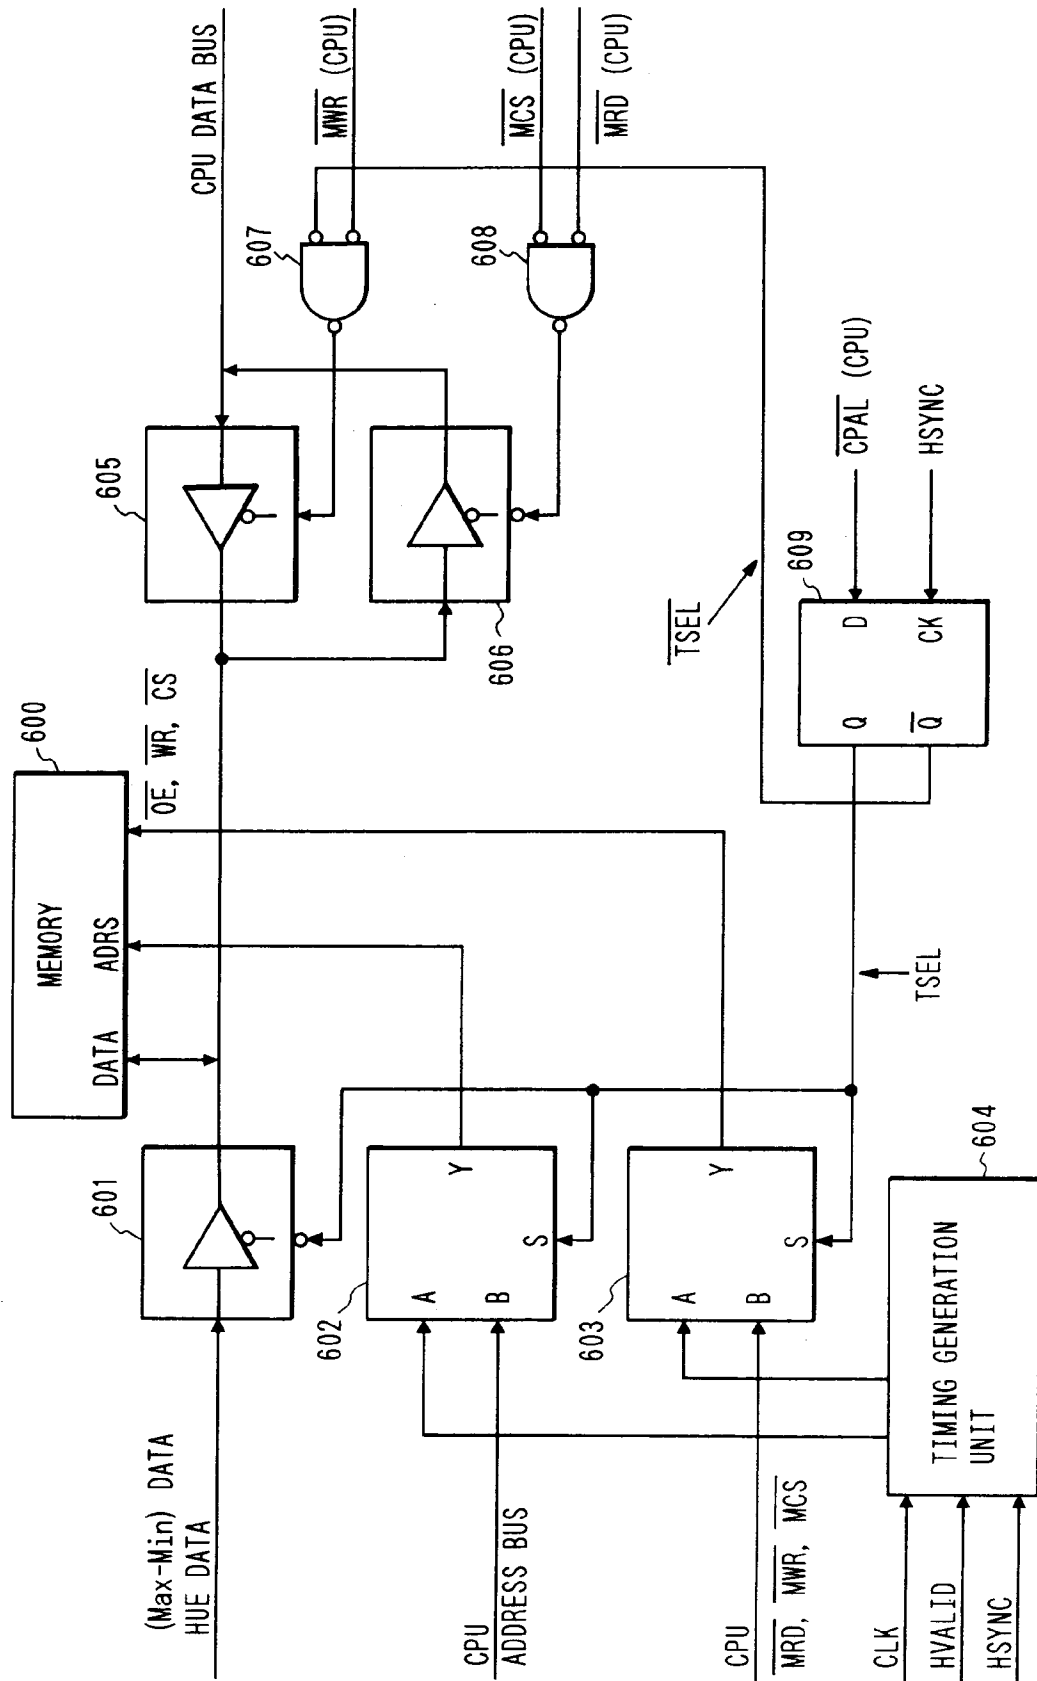 (Max-Min) DATA
HUE DATA
601
DATA
MEMORY
ADRS
600
OE, WR, CS
605
CPU DATA BUS
607
MWR (CPU)
606
608
MCS (CPU)
MRD (CPU)
CPU
ADDRESS BUS
602
A
B
S
Y
CPU
MRD, MWR, MCS
603
A
B
S
Y
TSEL
TSEL
609
Q
Q
D
CK
CPAL (CPU)
HSYNC
CLK
HVALID
HSYNC
TIMING GENERATION
UNIT
604